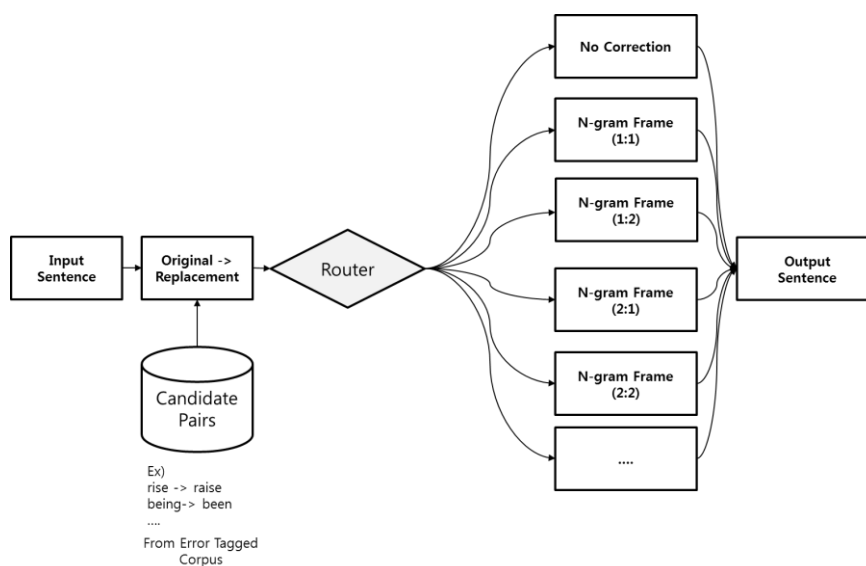 Input
Sentence
Original ->
Replacement
Candidate
Pairs
Ex)
rise -> raise
being-> been
....
From Error Tagged
Corpus
Router
No Correction
N-gram Frame
(1:1)
N-gram Frame
(1:2)
N-gram Frame
(2:1)
N-gram Frame
(2:2)
....
Output
Sentence